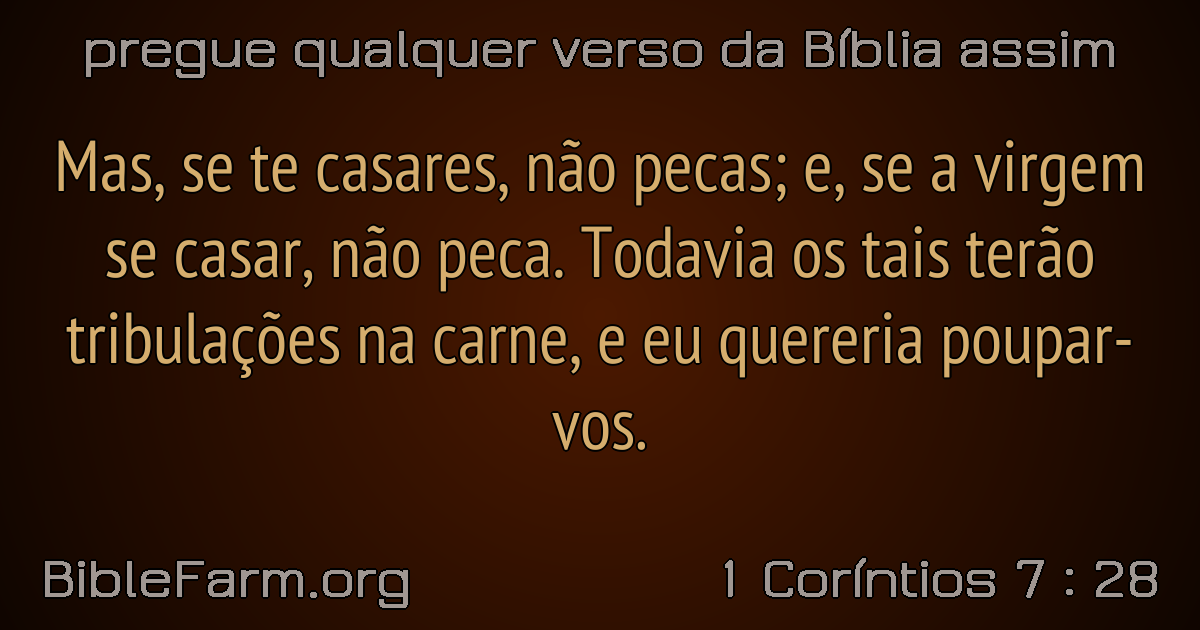 pregue qualquer verso da Bíblia assim
Mas, se te casares, não pecas; e, se a virgem
se casar, não peca. Todavia os tais terão
tribulações na carne, e eu quereria poupar-
vos.
BibleFarm.org
1 Coríntios 7 : 28